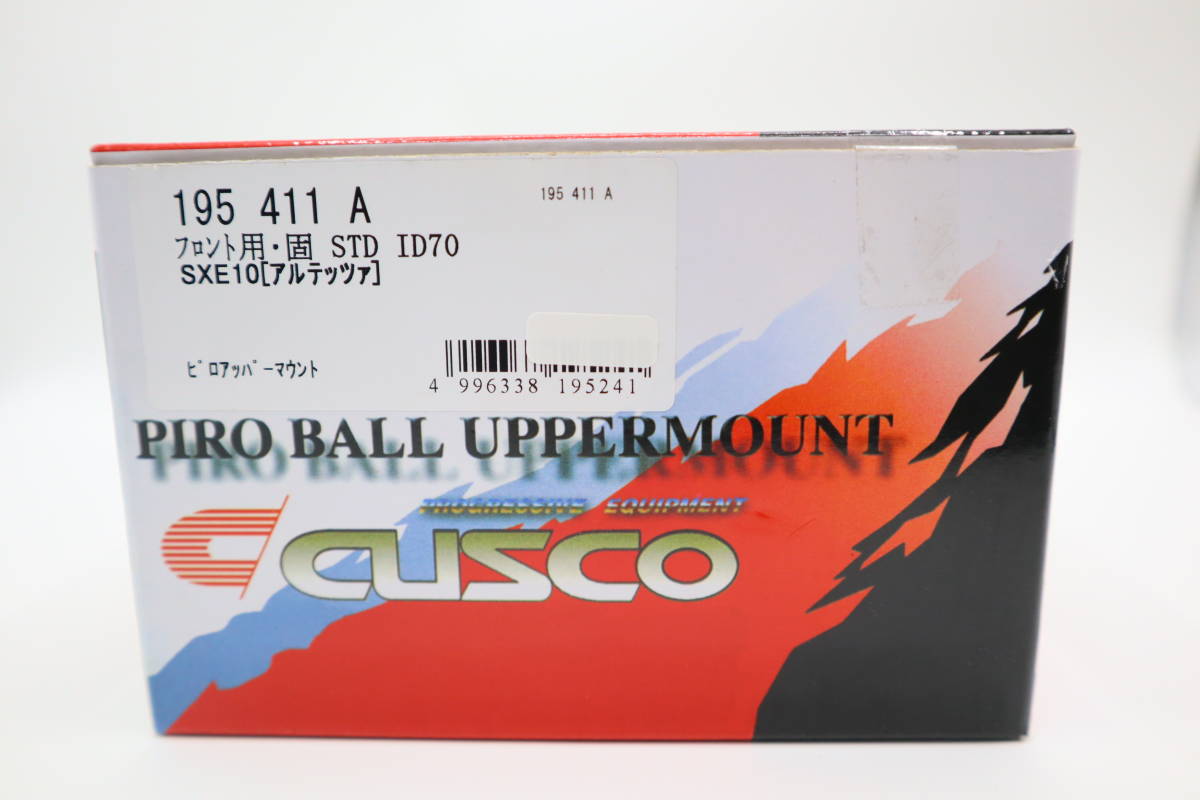 195 411 A
195 411 A
フロント用・固 STD ID70
SXE10[アルテッツァ]
ピロアッパーマウント
4 996338 195241
PIRO BALL UPPERMOUNT
PROGRESSIVE EQUIPMENT
CUSCO